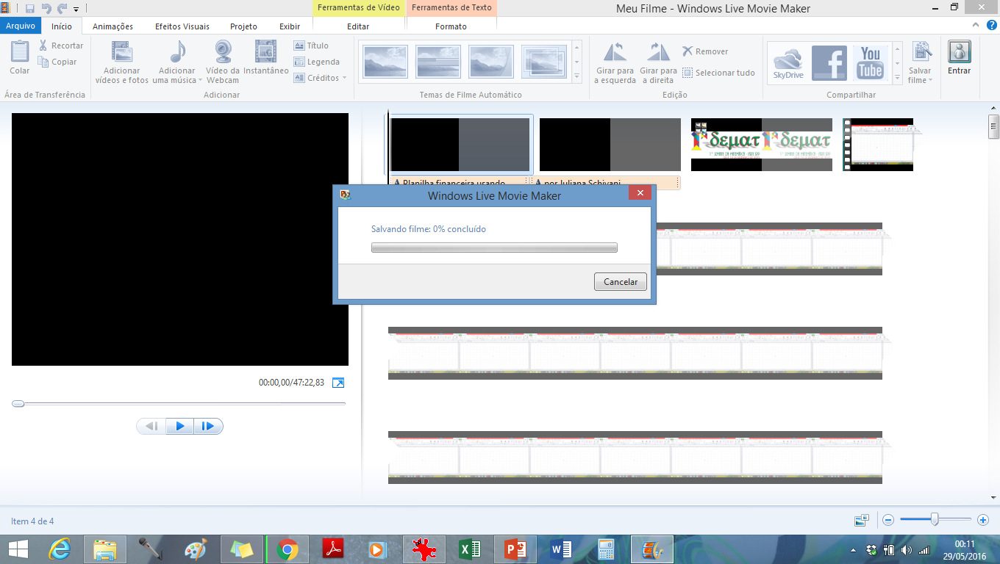 Ferramentas de Vídeo
Ferramentas de Texto
Meu Filme - Windows Live Movie Maker
Arquivo
Início
Animações
Efeitos Visuais
Projeto
Exibir
Editar
Formato
Colar
Recortar
Copiar
Área de Transferência
Adicionar
vídeos e fotos
Adicionar
uma música
Vídeo da
Webcam
Instantâneo
Título
Legenda
Créditos
Adicionar
Temas de Filme Automático
Girar para
a esquerda
Girar para
a direita
Remover
Selecionar tudo
Edição
SkyDrive
You
Tube
Compartilhar
Salvar
filme
Entrar
δεματ
δεματ
A Planilha financeira usando
A por Juliana Schivani
Windows Live Movie Maker
Salvando filme: 0% concluído
Cancelar
00:00,00/47:22,83
Item 4 de 4
00:11
29/05/2016